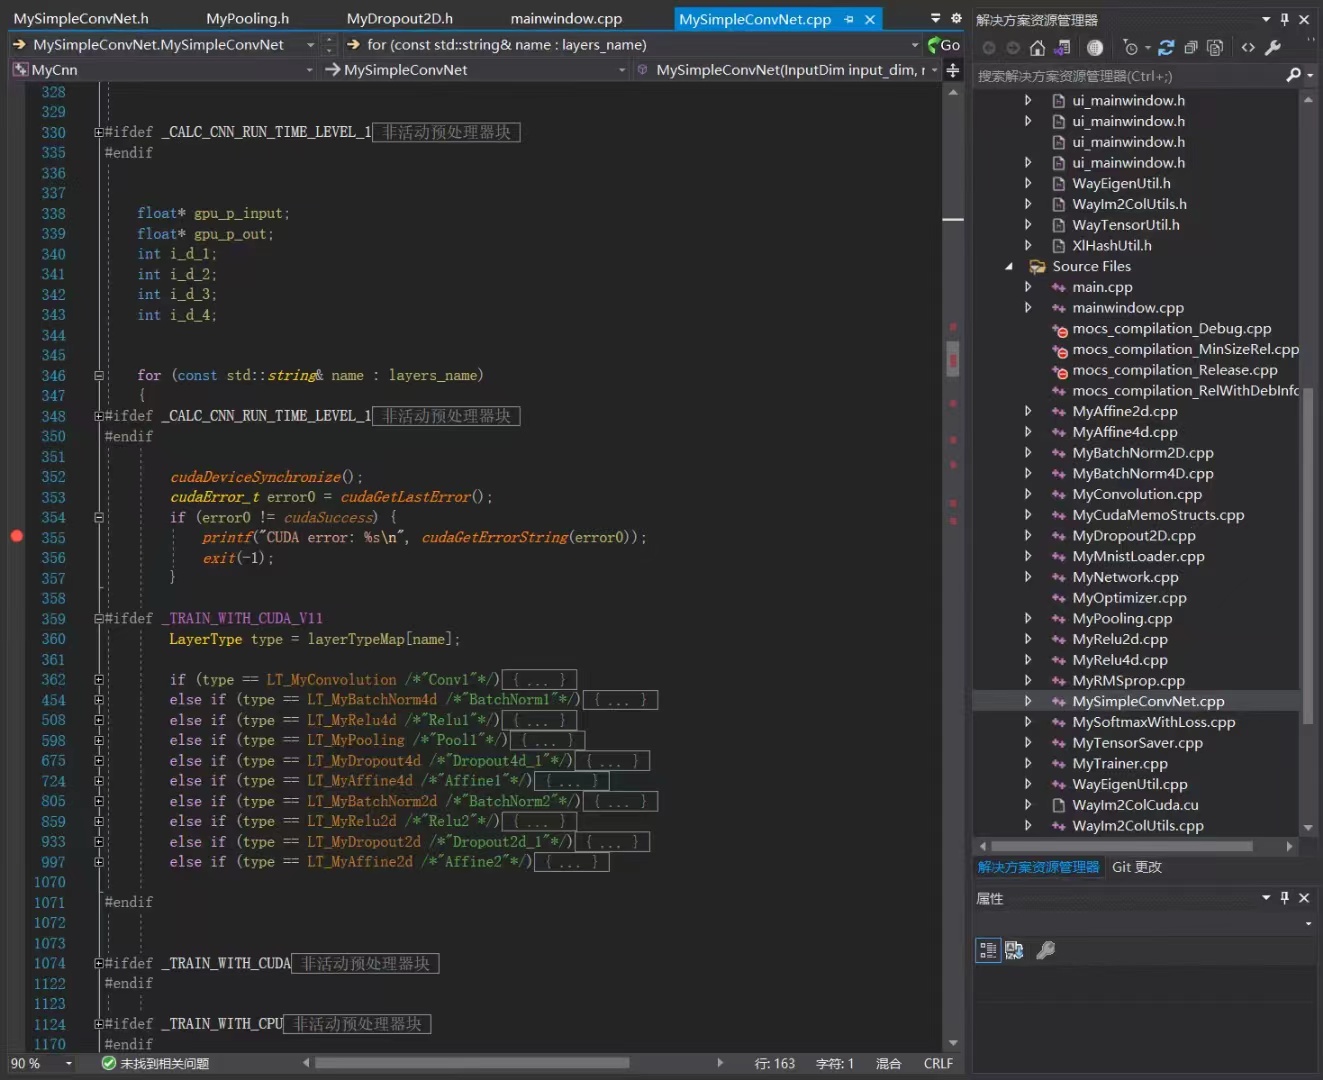 MySimpleConvNet.h MyPooling.h MyDropout2D.h mainwindow.cpp MySimpleConvNet.cpp
MySimpleConvNet.MySimpleConvNet for (const std::string& name : layers_name) Go
MyCnn MySimpleConvNet MySimpleConvNet(InputDim input_dim, r
328
329
330 #ifdef _CALC_CNN_RUN_TIME_LEVEL_1 非活动预处理器块
335 #endif
336
337
338 float* gpu_p_input;
339 float* gpu_p_out;
340 int i_d_1;
341 int i_d_2;
342 int i_d_3;
343 int i_d_4;
344
345
346 for (const std::string& name : layers_name)
347 {
348 #ifdef _CALC_CNN_RUN_TIME_LEVEL_1 非活动预处理器块
350 #endif
351
352 cudaDeviceSynchronize();
353 cudaError_t error0 = cudaGetLastError();
354 if (error0 != cudaSuccess) {
355 printf("CUDA error: %s\n", cudaGetErrorString(error0));
356 exit(-1);
357 }
358
359 #ifdef _TRAIN_WITH_CUDA_V11
360 LayerType type = layerTypeMap[name];
361
362 if (type == LT_MyConvolution /*"Conv1"*/) { ... }
454 else if (type == LT_MyBatchNorm4d /*"BatchNorm1"*/) { ... }
508 else if (type == LT_MyRelu4d /*"Relu1"*/) { ... }
598 else if (type == LT_MyPooling /*"Pool1"*/) { ... }
675 else if (type == LT_MyDropout4d /*"Dropout4d_1"*/) { ... }
724 else if (type == LT_MyAffine4d /*"Affine1"*/) { ... }
805 else if (type == LT_MyBatchNorm2d /*"BatchNorm2"*/) { ... }
859 else if (type == LT_MyRelu2d /*"Relu2"*/) { ... }
933 else if (type == LT_MyDropout2d /*"Dropout2d_1"*/) { ... }
997 else if (type == LT_MyAffine2d /*"Affine2"*/) { ... }
1070
1071 #endif
1072
1073
1074 #ifdef _TRAIN_WITH_CUDA 非活动预处理器块
1122 #endif
1123
1124 #ifdef _TRAIN_WITH_CPU 非活动预处理器块
1170 #endif
90 % 未找到相关问题 行: 163 字符: 1 混合 CRLF
解决方案资源管理器
搜索解决方案资源管理器(Ctrl+;)
ui_mainwindow.h
ui_mainwindow.h
ui_mainwindow.h
ui_mainwindow.h
WayEigenUtil.h
WayIm2ColUtils.h
WayTensorUtil.h
XlHashUtil.h
Source Files
main.cpp
mainwindow.cpp
mocs_compilation_Debug.cpp
mocs_compilation_MinSizeRel.cpp
mocs_compilation_Release.cpp
mocs_compilation_RelWithDebInfo
MyAffine2d.cpp
MyAffine4d.cpp
MyBatchNorm2D.cpp
MyBatchNorm4D.cpp
MyConvolution.cpp
MyCudaMemoStructs.cpp
MyDropout2D.cpp
MyMnistLoader.cpp
MyNetwork.cpp
MyOptimizer.cpp
MyPooling.cpp
MyRelu2d.cpp
MyRelu4d.cpp
MyRMSprop.cpp
MySimpleConvNet.cpp
MySoftmaxWithLoss.cpp
MyTensorSaver.cpp
MyTrainer.cpp
WayEigenUtil.cpp
WayIm2ColCuda.cu
WayIm2ColUtils.cpp
解决方案资源管理器 Git 更改
属性